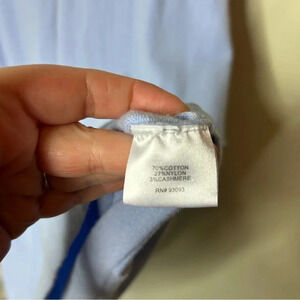 70%COTTON
27%NYLON
3%CASHMERE
RN# 93093